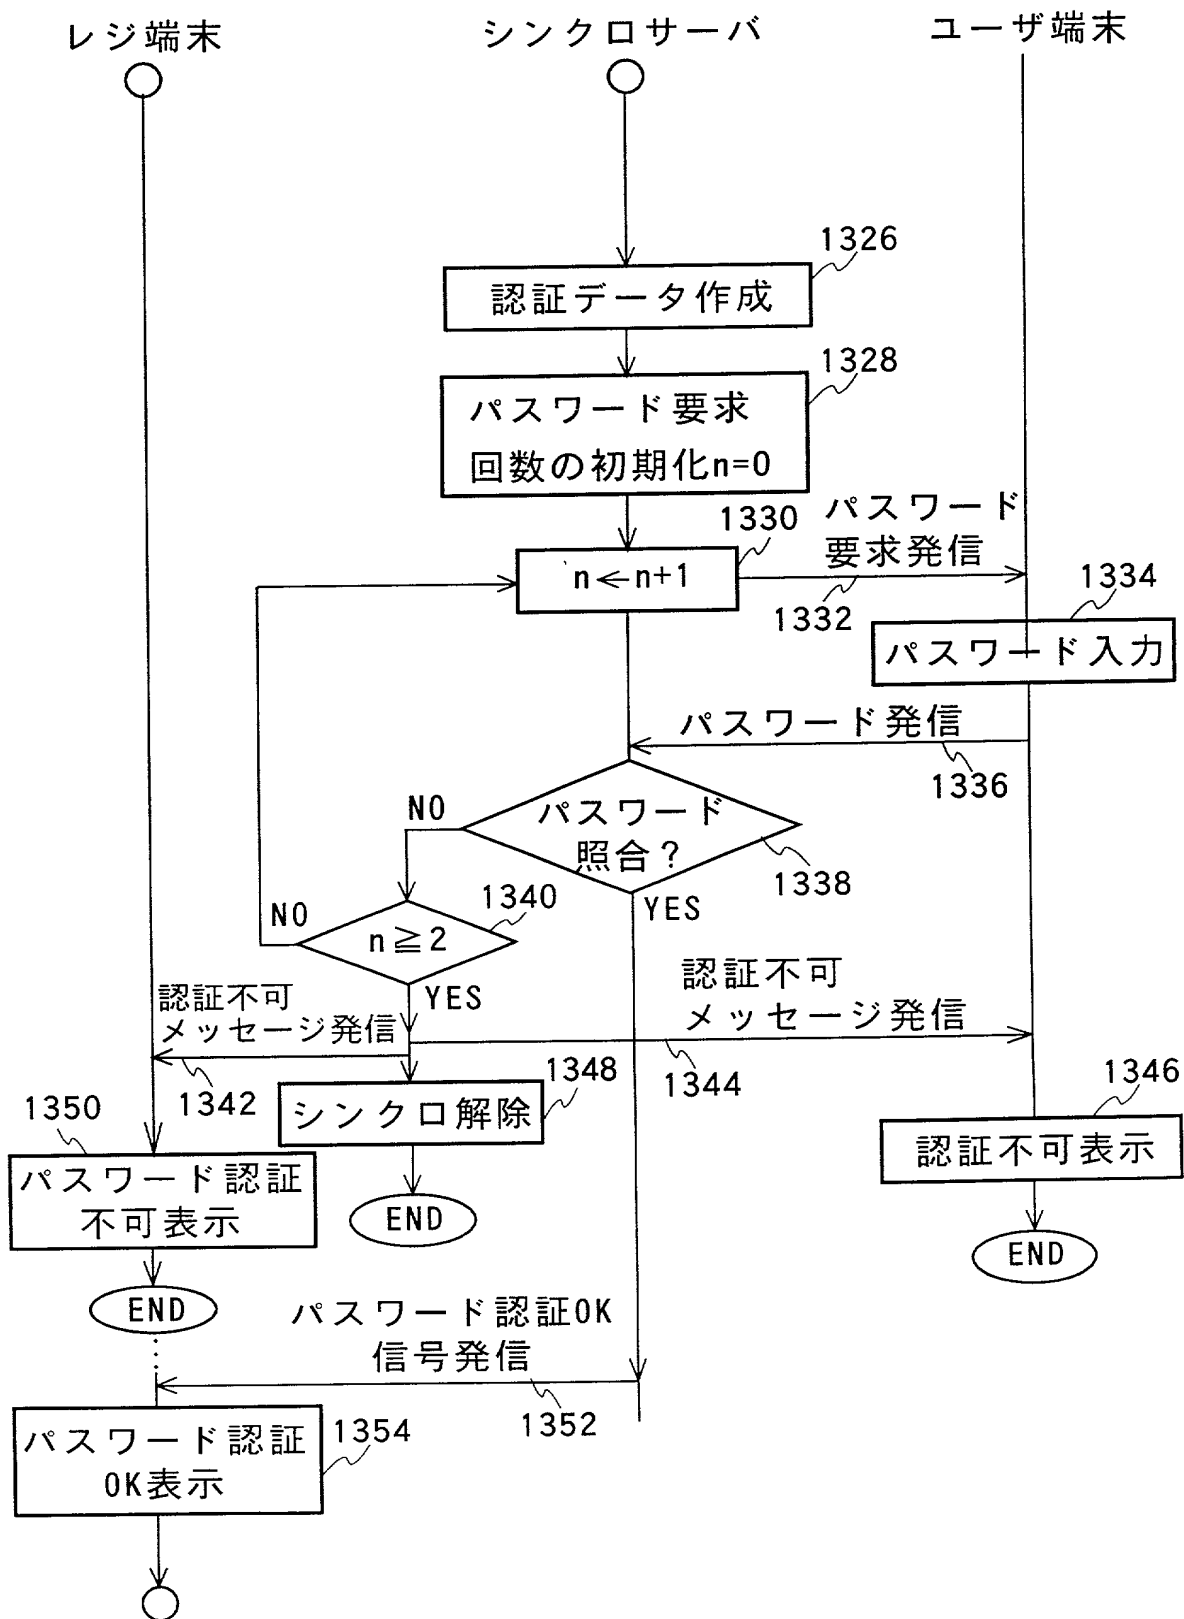 レジ端末
シンクロサーバ
ユーザ端末
1326
認証データ作成
1328
パスワード要求
回数の初期化n=0
1330
パスワード
要求発信
n←n+1
1332
1334
パスワード入力
パスワード発信
1336
NO
パスワード
照合?
1338
1340
YES
NO
n≧2
YES
認証不可
メッセージ発信
認証不可
メッセージ発信
1342
1344
1348
シンクロ解除
1346
認証不可表示
1350
パスワード認証
不可表示
END
END
END
パスワード認証OK
信号発信
1352
1354
パスワード認証
OK表示